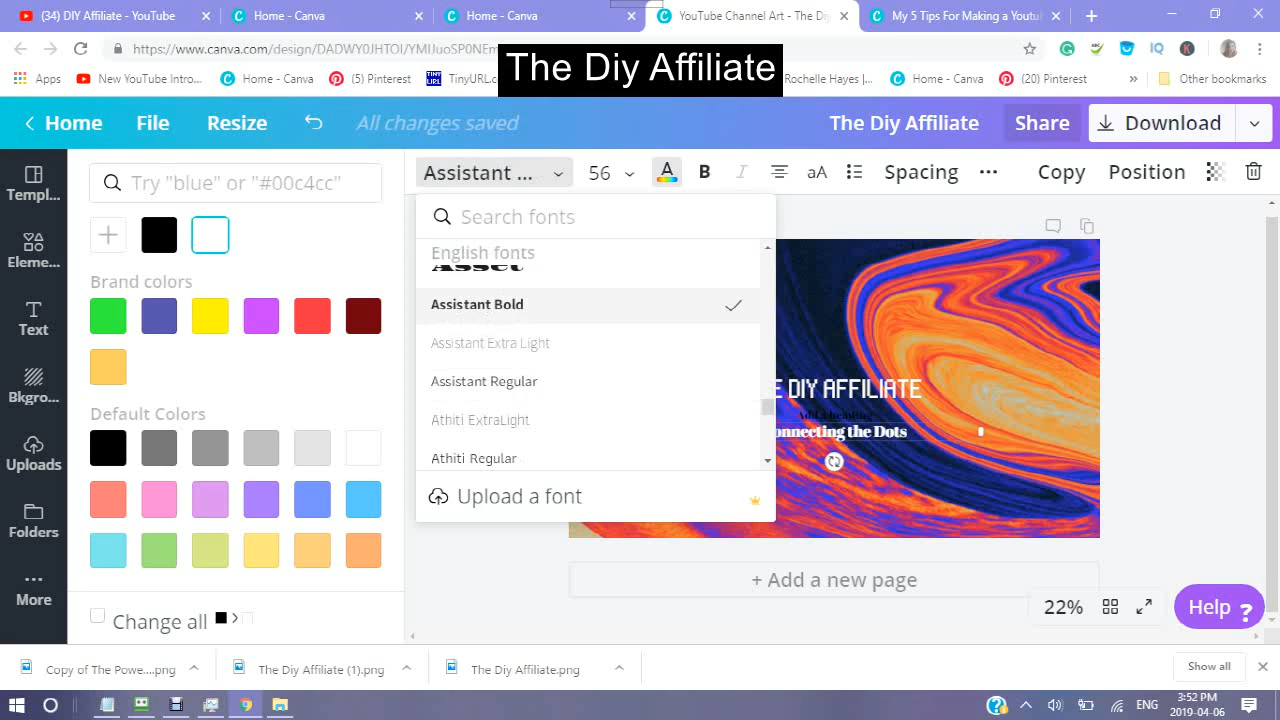 (34) DIY Affiliate - YouTube
Home - Canva
Home - Canva
YouTube Channel Art - The Di
My 5 Tips For Making a Youtu
https://www.canva.com/design/DADWY0JHTOI/YMIJuoSP0NEm
The Diy Affiliate
Apps
New YouTube Intro...
Home - Canva
(5) Pinterest
TinyURL.c
Rochelle Hayes |...
Home - Canva
(20) Pinterest
»
Other bookmarks
Home
File
Resize
All changes saved
The Diy Affiliate
Share
Download
Templ...
Eleme...
Text
Bkgro...
Uploads
Folders
More
Try "blue" or "#00c4cc"
Brand colors
Default Colors
Change all
Assistant ...
56
A
B
I
aA
Spacing
Copy
Position
Search fonts
English fonts
Asset
Assistant Bold
Assistant Extra Light
Assistant Regular
Athiti ExtraLight
Athiti Regular
Upload a font
E DIY AFFILIATE
Add a heading
onnecting the Dots
+ Add a new page
22%
Help ?
Copy of The Powe....png
The Diy Affiliate (1).png
The Diy Affiliate.png
Show all
ENG
3:52 PM
2019-04-06